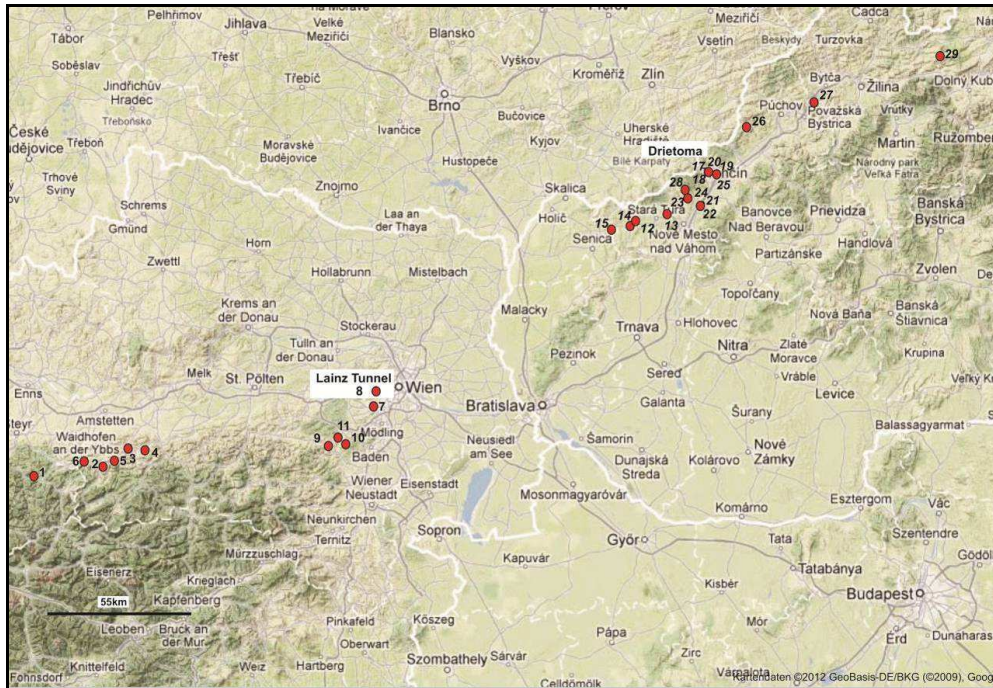 Pelhřimov
Jihlava
Velké
Meziříčí
Blansko
Meziříčí
Čadca
Tábor
Vsetín
Beskydy
Turzovka
Soběslav
Třešť
Vyškov
29
Jindřichův
Hradec
Třebíč
Kroměříž
Zlín
Bytča
Dolný Kub
Brno
27
Žilina
Třeboňsko
Bučovice
Púchov
Považská
Bystrica
Vrútky
České
Budějovice
Třeboň
Ivančice
Kyjov
Uherské
Hradiště
26
Martin
Ružomber
Moravské
Budějovice
Drietoma
Hustopeče
Bílé Karpaty
17
20
19
Národný park
Veľká Fatra
Trhové
Sviny
Znojmo
Skalica
28
18
25
Banovce
Nad Bebravou
Prievidza
Banská
Bystrica
Schrems
Gmünd
Laa an
der Thaya
Holíč
23
24
21
22
14
Stará Turá
15
12
13
Nové Mesto
nad Váhom
Horn
Senica
Partizánske
Handlová
Zwettl
Hollabrunn
Mistelbach
Zvolen
Topoľčany
Krems an
der Donau
Malacky
Nová Baňa
Banská
Štiavnica
Stockerau
Trnava
Hlohovec
Tulln an
der Donau
Pezinok
Nitra
Zlaté
Moravce
Krupina
Melk
St. Pölten
Lainz Tunnel
Sereď
Vráble
Enns
8
Wien
Levice
Bratislava
Galanta
Amstetten
7
Šurany
Balassagyarmat
Steyr
Waidhofen
an der Ybbs
11
Mödling
Neusiedl
am See
Šamorín
9
10
Nové
Zámky
6
2
5
3
4
Baden
Dunajská
Streda
Kolárovo
1
Wiener
Neustadt
Eisenstadt
Mosonmagyaróvár
Esztergom
Vác
Komárno
Neunkirchen
Sopron
Szentendre
Ternitz
Győr
Tata
Mürzzuschlag
Kapuvár
Eisenerz
Krieglach
Tatabánya
55km
Kapfenberg
Kisbér
Budapest
Leoben
Bruck an
der Mur
Pinkafeld
Kőszeg
Mór
Oberwart
Pápa
Érd
Dunaharas
Knittelfeld
Weiz
Hartberg
Szombathely
Sárvár
Zirc
Fohnsdorf
Celldömölk
Várpalota
Kartendaten ©2012 GeoBasis-DE/BKG (©2009), Goog